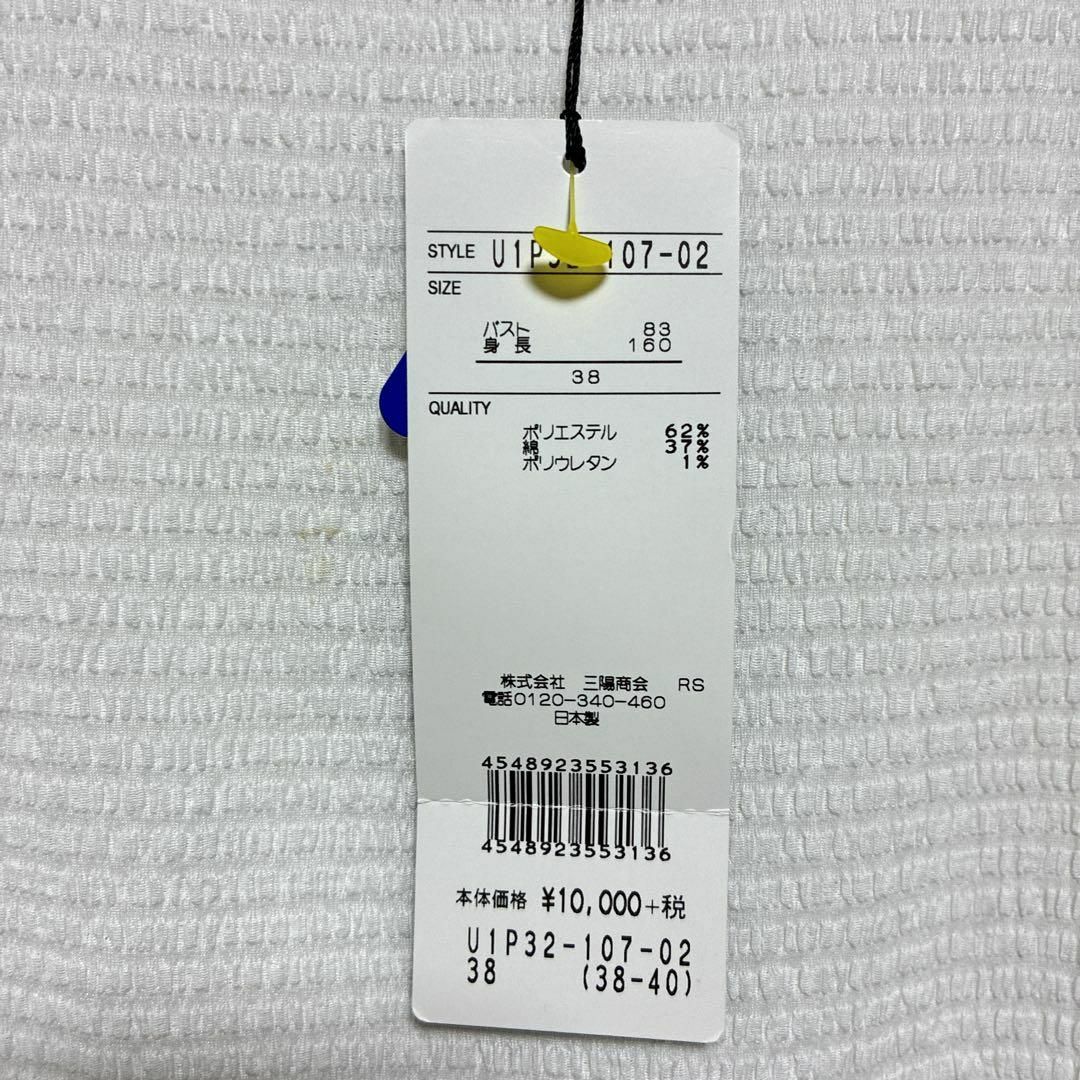 STYLE U1P32-107-02
SIZE
バスト 83
身長 160
38
QUALITY
ポリエステル 62%
綿 37%
ポリウレタン 1%
株式会社 三陽商会 RS
電話0120-340-460
日本製
4548923553136
4548923553136
本体価格 ¥10,000+税
U1P32-107-02
38 (38-40)